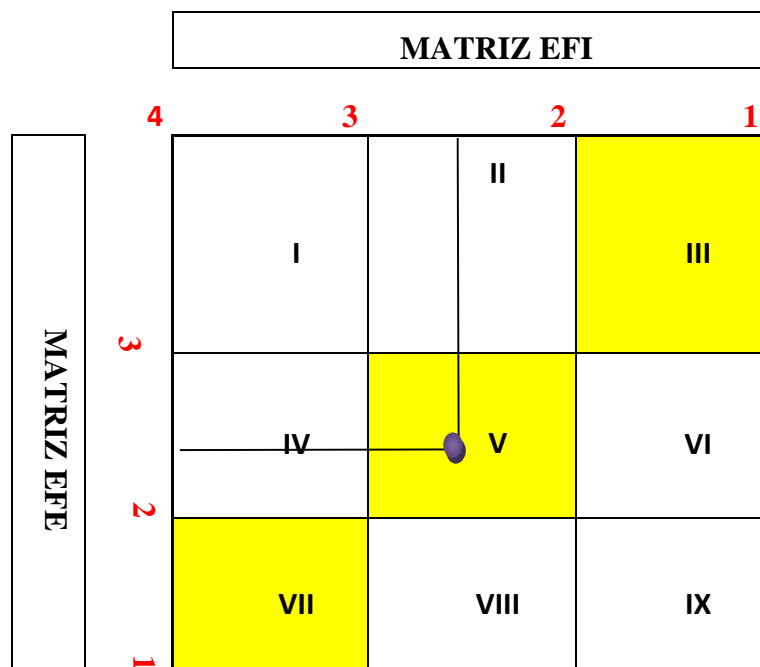 MATRIZ EFI
4 3 2 1
II
I III
3
MATRIZ EFE
IV V VI
2
VII VIII IX
1